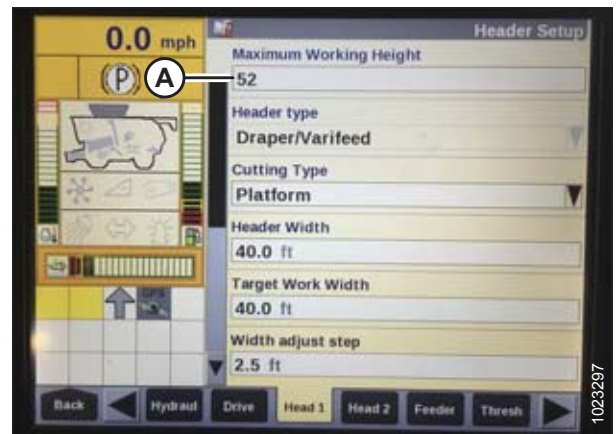 0.0 mph
Header Setup
Maximum Working Height
(P)
A
52
Header type
Draper/Varifeed
Cutting Type
Platform
Header Width
40.0 ft
Target Work Width
40.0 ft
GPS
Width adjust step
2.5 ft
Back
Hydraul
Drive
Head 1
Head 2
Feeder
Thresh
1023297